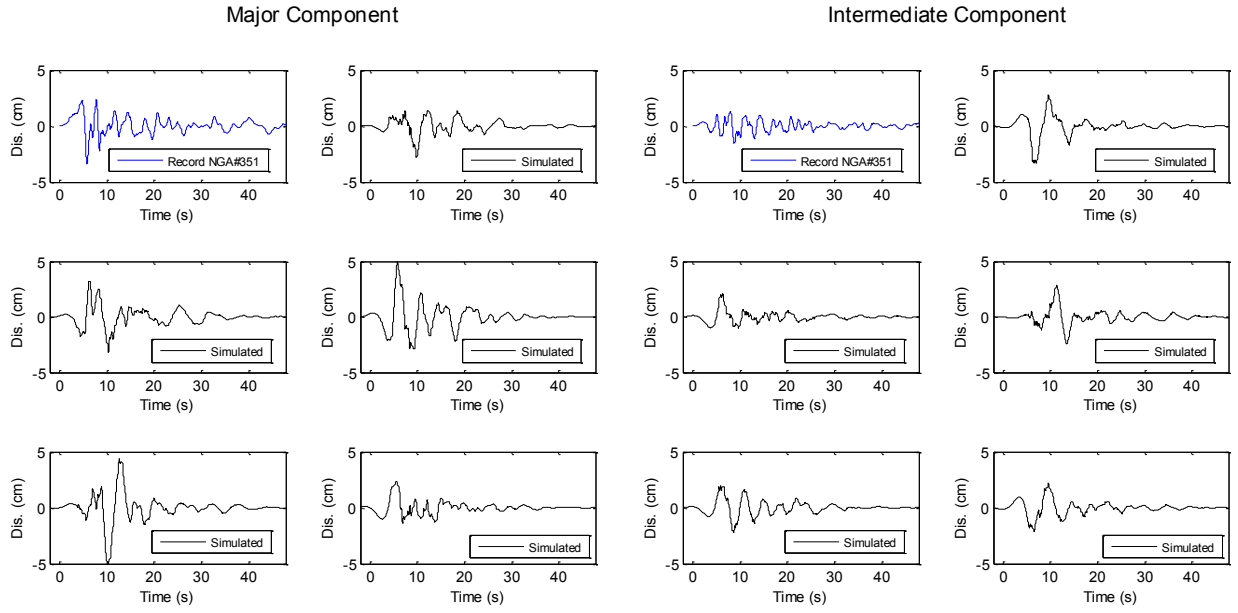 Major Component
Intermediate Component
5
0
-5
Dis. (cm)
Record NGA#351
0 10 20 30 40
Time (s)
5
0
-5
Dis. (cm)
Simulated
0 10 20 30 40
Time (s)
5
0
-5
Dis. (cm)
Record NGA#351
0 10 20 30 40
Time (s)
5
0
-5
Dis. (cm)
Simulated
0 10 20 30 40
Time (s)
5
0
-5
Dis. (cm)
Simulated
0 10 20 30 40
Time (s)
5
0
-5
Dis. (cm)
Simulated
0 10 20 30 40
Time (s)
5
0
-5
Dis. (cm)
Simulated
0 10 20 30 40
Time (s)
5
0
-5
Dis. (cm)
Simulated
0 10 20 30 40
Time (s)
5
0
-5
Dis. (cm)
Simulated
0 10 20 30 40
Time (s)
5
0
-5
Dis. (cm)
Simulated
0 10 20 30 40
Time (s)
5
0
-5
Dis. (cm)
Simulated
0 10 20 30 40
Time (s)
5
0
-5
Dis. (cm)
Simulated
0 10 20 30 40
Time (s)